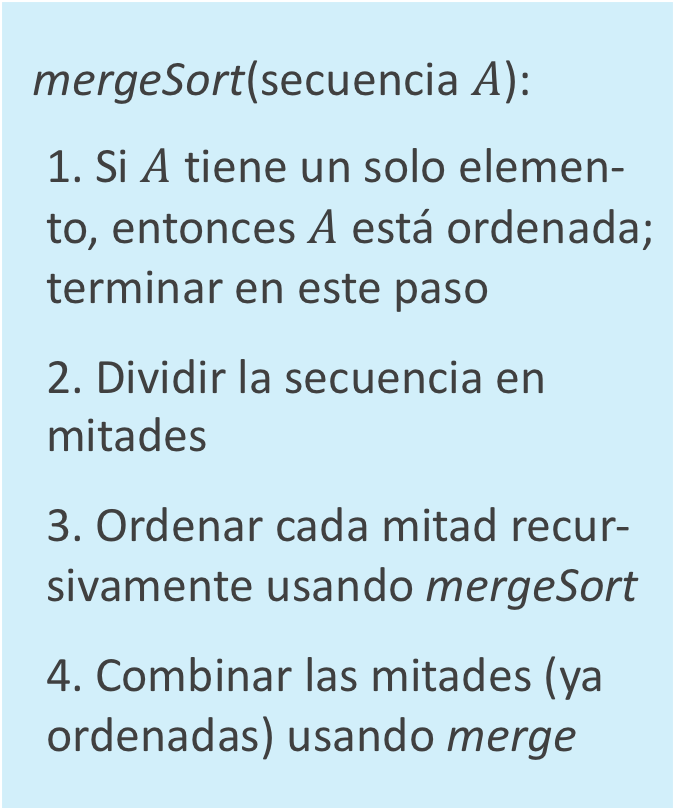 mergeSort(secuencia A):
1. Si A tiene un solo elemen-
to, entonces A está ordenada;
terminar en este paso
2. Dividir la secuencia en
mitades
3. Ordenar cada mitad recur-
sivamente usando mergeSort
4. Combinar las mitades (ya
ordenadas) usando merge